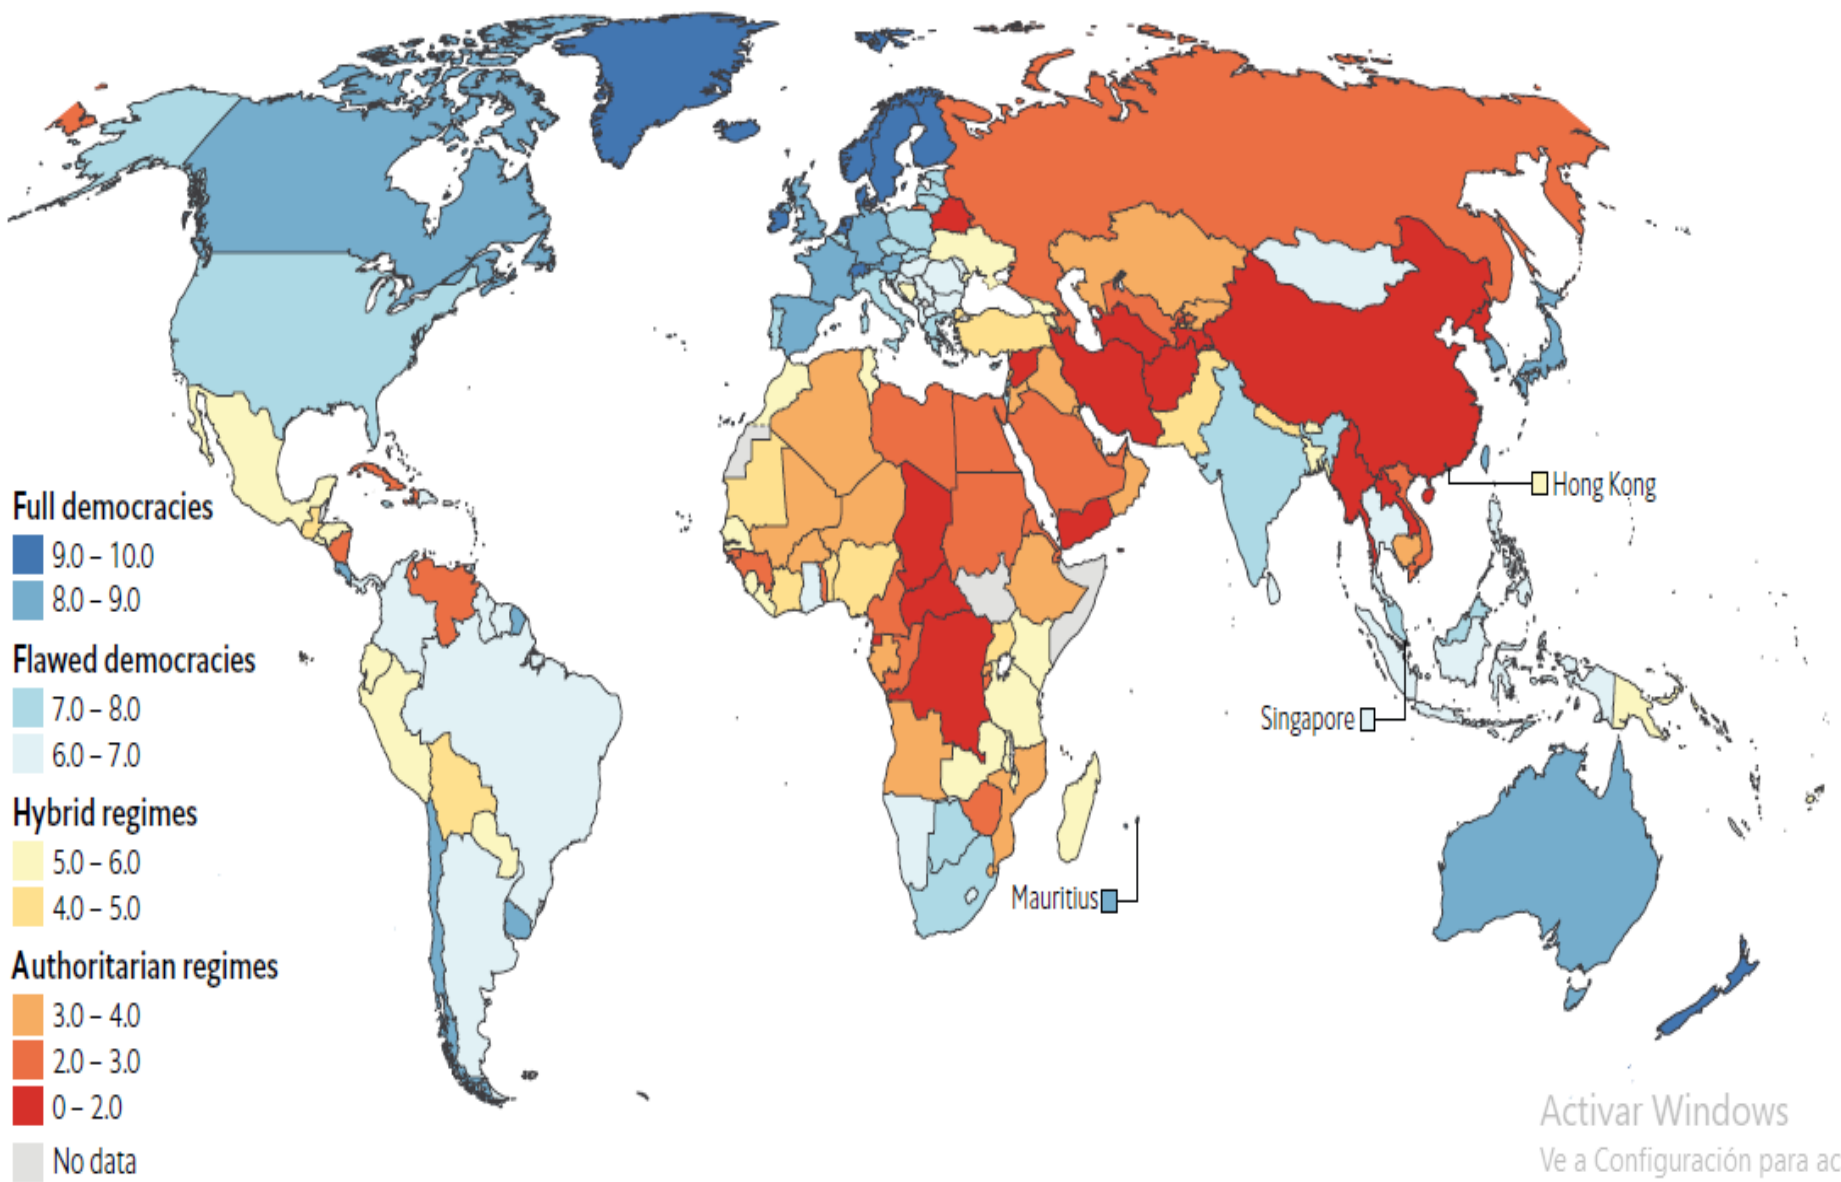 Full democracies
9.0 – 10.0
8.0 – 9.0
Flawed democracies
7.0 – 8.0
6.0 – 7.0
Hybrid regimes
5.0 – 6.0
4.0 – 5.0
Authoritarian regimes
3.0 – 4.0
2.0 – 3.0
0 – 2.0
No data
Hong Kong
Singapore
Mauritius
Activar Windows
Ve a Configuración para ac